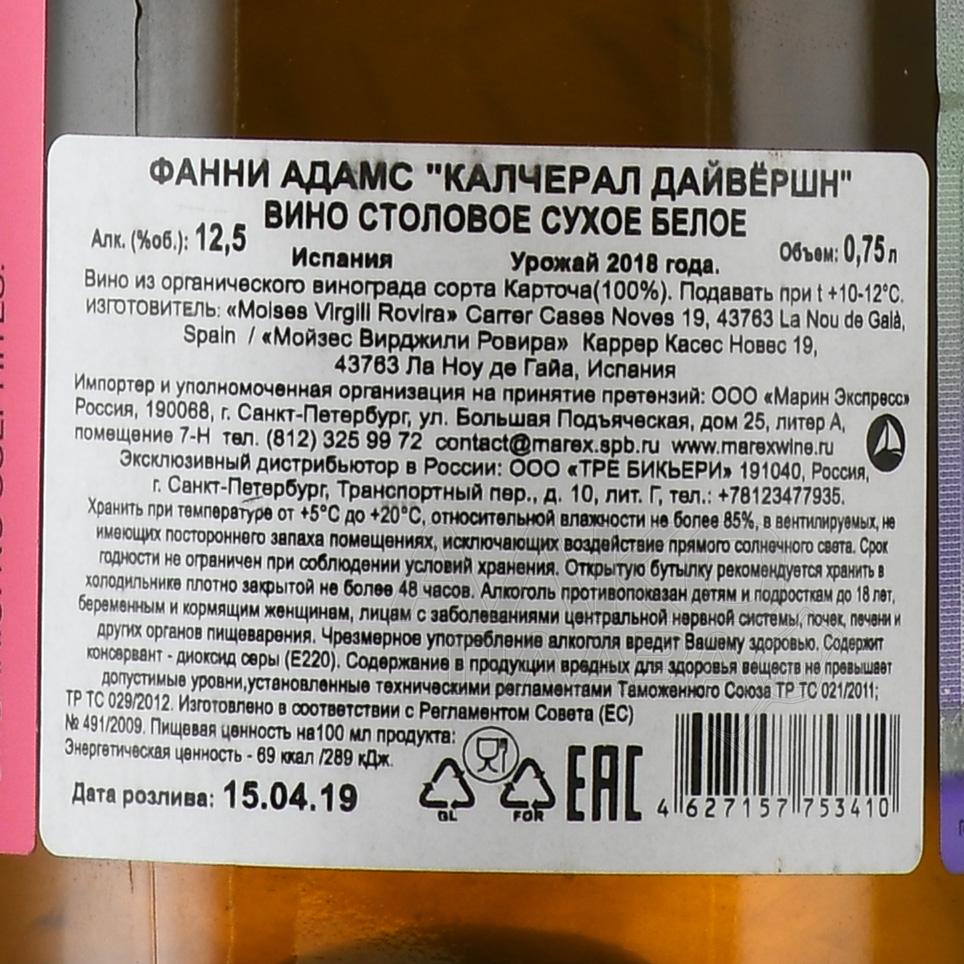 ФАННИ АДАМС "КАЛЧЕРАЛ ДАЙВЁРШН"
ВИНО СТОЛОВОЕ СУХОЕ БЕЛОЕ
Алк. (%об.): 12,5
Объем: 0,75 л
Испания Урожай 2018 года.
Вино из органического винограда сорта Карточа(100%). Подавать при t +10-12°C.
ИЗГОТОВИТЕЛЬ: «Moises Virgili Rovira» Carrer Cases Noves 19, 43763 La Nou de Gaià,
Spain / «Мойзес Вирджили Ровира» Каррер Касес Новес 19,
43763 Ла Ноу де Гайа, Испания
Импортер и уполномоченная организация на принятие претензий: ООО «Марин Экспресс»
Россия, 190068, г. Санкт-Петербург, ул. Большая Подъяческая, дом 25, литер А,
помещение 7-Н тел. (812) 325 99 72 contact@marex.spb.ru www.marexwine.ru
Эксклюзивный дистрибьютор в России: ООО «ТРЕ БИКЬЕРИ» 191040, Россия,
г. Санкт-Петербург, Транспортный пер., д. 10, лит. Г, тел.: +78123477935.
Хранить при температуре от +5°С до +20°С, относительной влажности не более 85%, в вентилируемых, не
имеющих постороннего запаха помещениях, исключающих воздействие прямого солнечного света. Срок
годности не ограничен при соблюдении условий хранения. Открытую бутылку рекомендуется хранить в
холодильнике плотно закрытой не более 48 часов. Алкоголь противопоказан детям и подросткам до 18 лет,
беременным и кормящим женщинам, лицам с заболеваниями центральной нервной системы, почек, печени и
других органов пищеварения. Чрезмерное употребление алкоголя вредит Вашему здоровью. Содержит
консервант - диоксид серы (E220). Содержание в продукции вредных для здоровья веществ не превышает
допустимые уровни,установленные техническими регламентами Таможенного Союза ТР ТС 021/2011;
ТР ТС 029/2012. Изготовлено в соответствии с Регламентом Совета (ЕС)
№ 491/2009. Пищевая ценность на100 мл продукта:
Энергетическая ценность - 69 ккал /289 кДж.
Дата розлива: 15.04.19
GL FOR
EAC
4 627157 753410